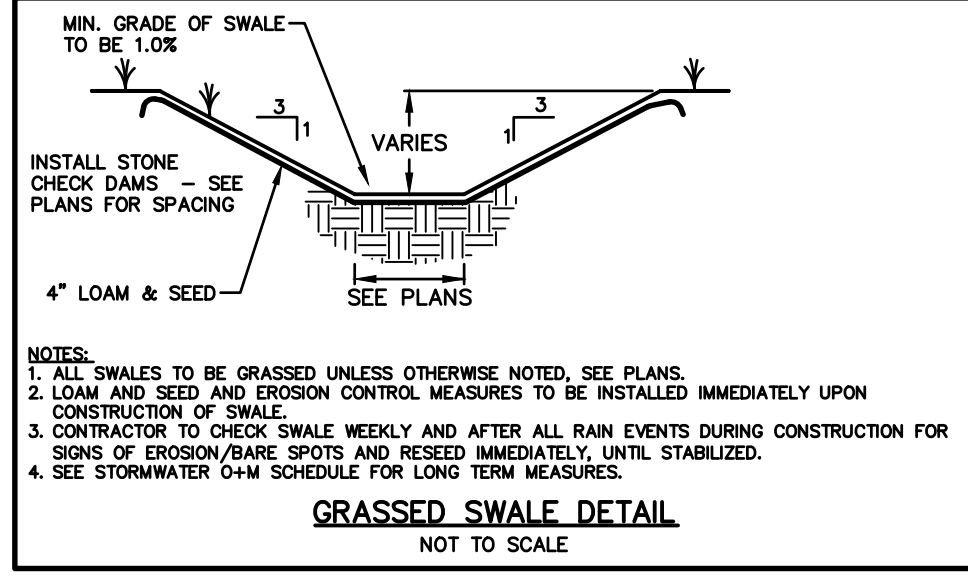 MIN. GRADE OF SWALE
TO BE 1.0%
3
1
VARIES
3
1
INSTALL STONE
CHECK DAMS - SEE
PLANS FOR SPACING
4" LOAM & SEED
SEE PLANS
NOTES:
1. ALL SWALES TO BE GRASSED UNLESS OTHERWISE NOTED, SEE PLANS.
2. LOAM AND SEED AND EROSION CONTROL MEASURES TO BE INSTALLED IMMEDIATELY UPON
CONSTRUCTION OF SWALE.
3. CONTRACTOR TO CHECK SWALE WEEKLY AND AFTER ALL RAIN EVENTS DURING CONSTRUCTION FOR
SIGNS OF EROSION/BARE SPOTS AND RESEED IMMEDIATELY, UNTIL STABILIZED.
4. SEE STORMWATER O+M SCHEDULE FOR LONG TERM MEASURES.
GRASSED SWALE DETAIL
NOT TO SCALE